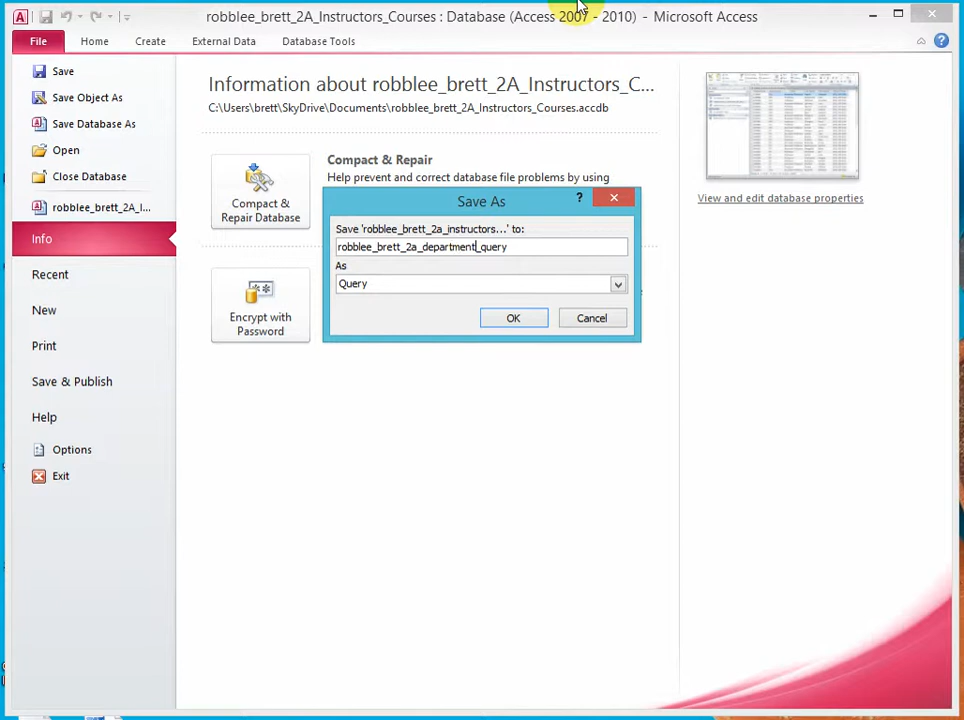 robblee_brett_2A_Instructors_Courses : Database (Access 2007 - 2010) - Microsoft Access
File Home Create External Data Database Tools
Save
Save Object As
Save Database As
Open
Close Database
robblee_brett_2A_I...
Info
Recent
New
Print
Save & Publish
Help
Options
Exit
Information about robblee_brett_2A_Instructors_C...
C:\Users\brett\SkyDrive\Documents\robblee_brett_2A_Instructors_Courses.accdb
Compact &
Repair Database
Compact & Repair
Help prevent and correct database file problems by using
Encrypt with
Password
Save As
Save 'robblee_brett_2a_instructors...' to:
robblee_brett_2a_department_query
As
Query
OK Cancel
View and edit database properties